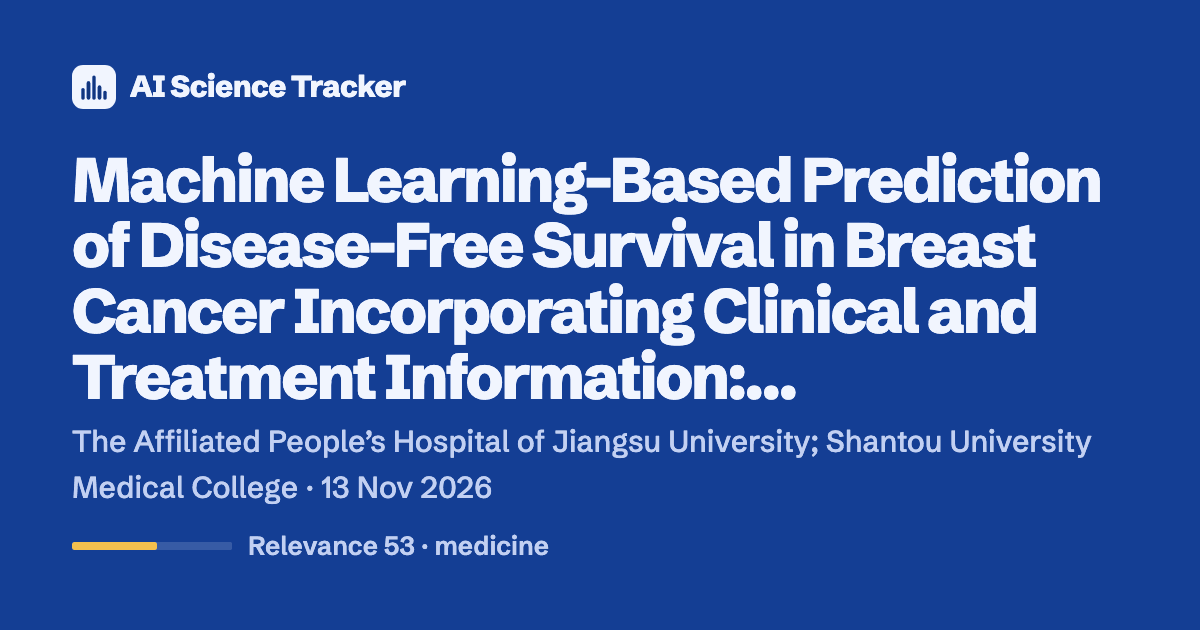 AI Science Tracker
Machine Learning-Based Prediction
of Disease-Free Survival in Breast
Cancer Incorporating Clinical and
Treatment Information:...
The Affiliated People’s Hospital of Jiangsu University; Shantou University
Medical College · 13 Nov 2026
Relevance 53 · medicine